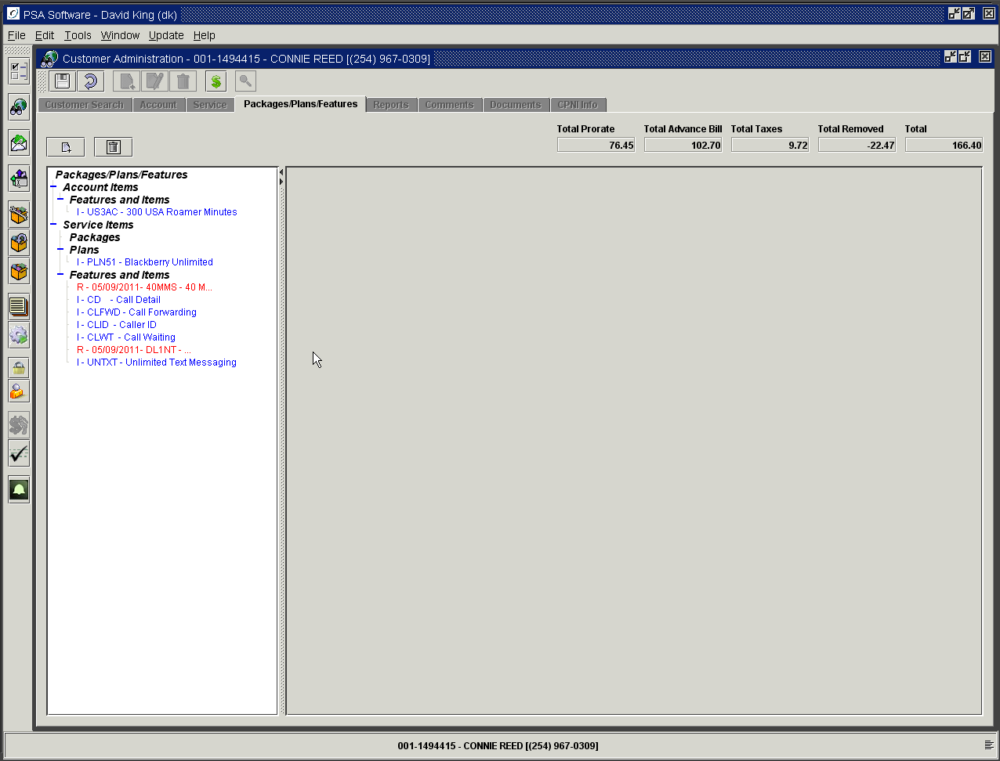 PSA Software - David King (dk)
File Edit Tools Window Update Help
Customer Administration - 001-1494415 - CONNIE REED [(254) 967-0309]
Customer Search Account Service Packages/Plans/Features Reports Comments Documents CPNI Info
Total Prorate Total Advance Bill Total Taxes Total Removed Total
76.45 102.70 9.72 -22.47 166.40
Packages/Plans/Features
Account Items
Features and Items
I - US3AC - 300 USA Roamer Minutes
Service Items
Packages
Plans
I - PLN51 - Blackberry Unlimited
Features and Items
R - 05/09/2011- 40MMS - 40 M...
I - CD - Call Detail
I - CLFWD - Call Forwarding
I - CLID - Caller ID
I - CLWT - Call Waiting
R - 05/09/2011- DL1NT - ...
I - UNTXT - Unlimited Text Messaging
001-1494415 - CONNIE REED [(254) 967-0309]